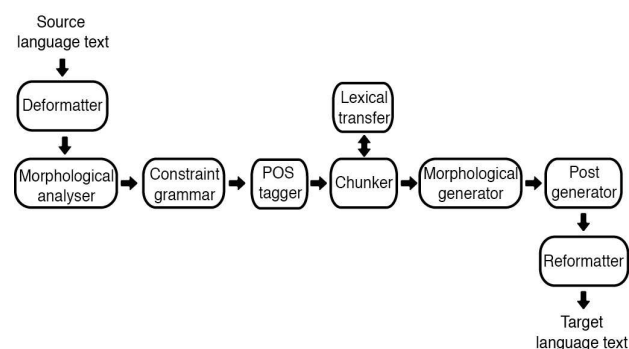 Source
language text
Deformatter
Morphological
analyser
Constraint
grammar
POS
tagger
Lexical
transfer
Chunker
Morphological
generator
Post
generator
Reformatter
Target
language text